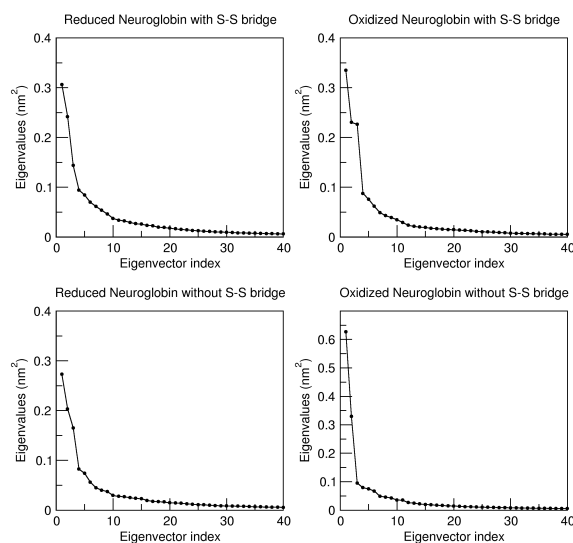 Reduced Neuroglobin with S-S bridge
Oxidized Neuroglobin with S-S bridge
0.4
0.3
0.2
0.1
0
Eigenvalues (nm²)
0 10 20 30 40
Eigenvector index
0.4
0.3
0.2
0.1
0
Eigenvalues (nm²)
0 10 20 30 40
Eigenvector index
Reduced Neuroglobin without S-S bridge
Oxidized Neuroglobin without S-S bridge
0.4
0.3
0.2
0.1
0
Eigenvalues (nm²)
0 10 20 30 40
Eigenvector index
0.6
0.5
0.4
0.3
0.2
0.1
0
Eigenvalues (nm²)
0 10 20 30 40
Eigenvector index